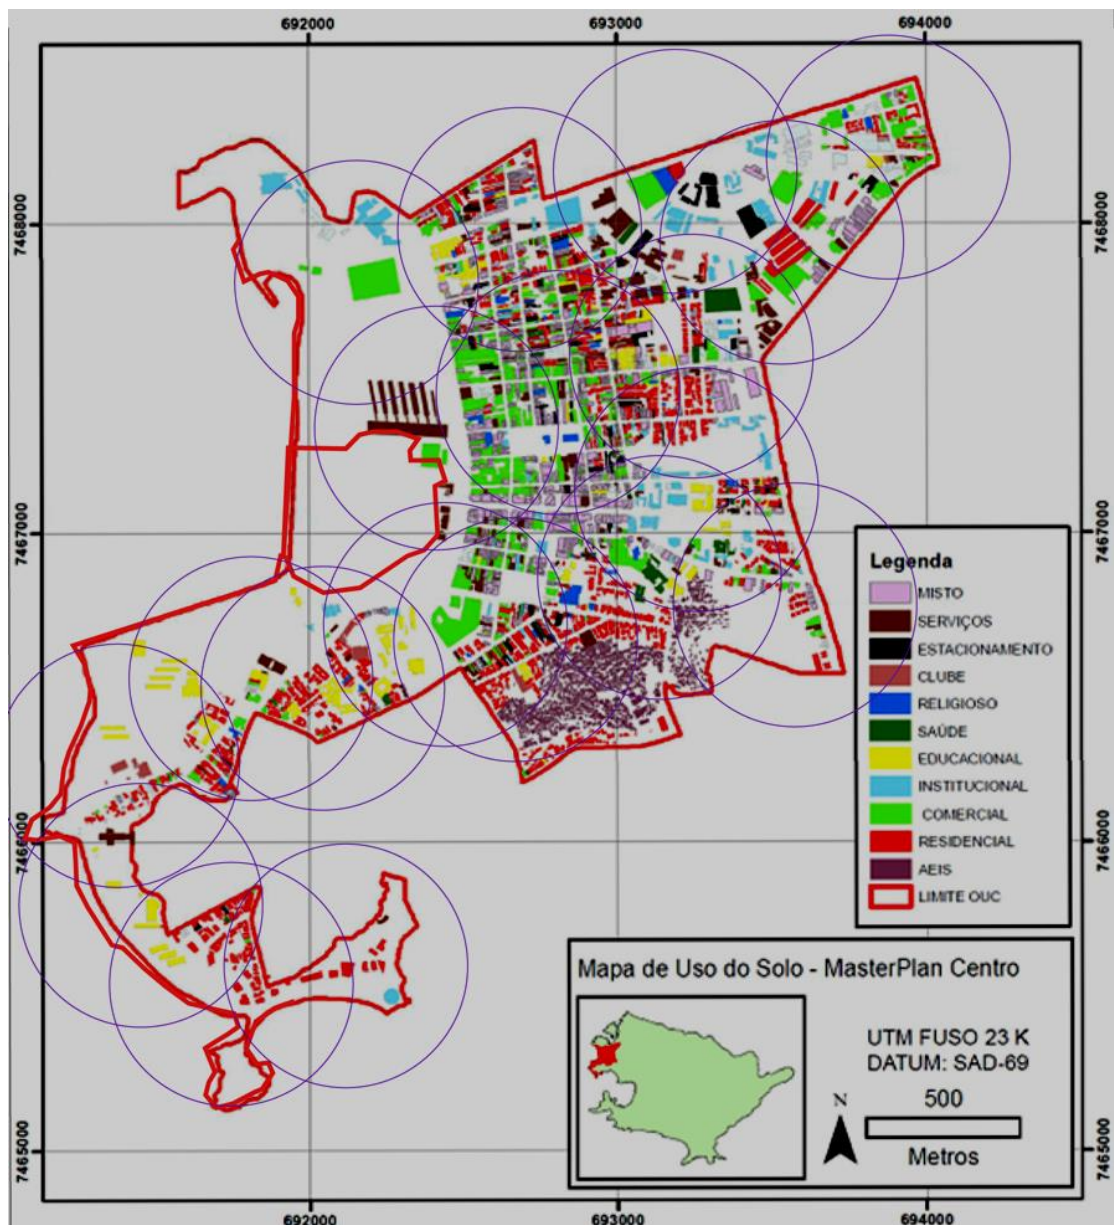 692000 693000 694000
7468000 7468000
7467000 7467000
Legenda
MISTO
SERVIÇOS
ESTACIONAMENTO
CLUBE
RELIGIOSO
SAÚDE
EDUCACIONAL
INSTITUCIONAL
COMERCIAL
RESIDENCIAL
AEIS
LIMITE OUC
7466000 7466000
Mapa de Uso do Solo - MasterPlan Centro
UTM FUSO 23 K
DATUM: SAD-69
N
500
Metros
7465000 7465000
692000 693000 694000